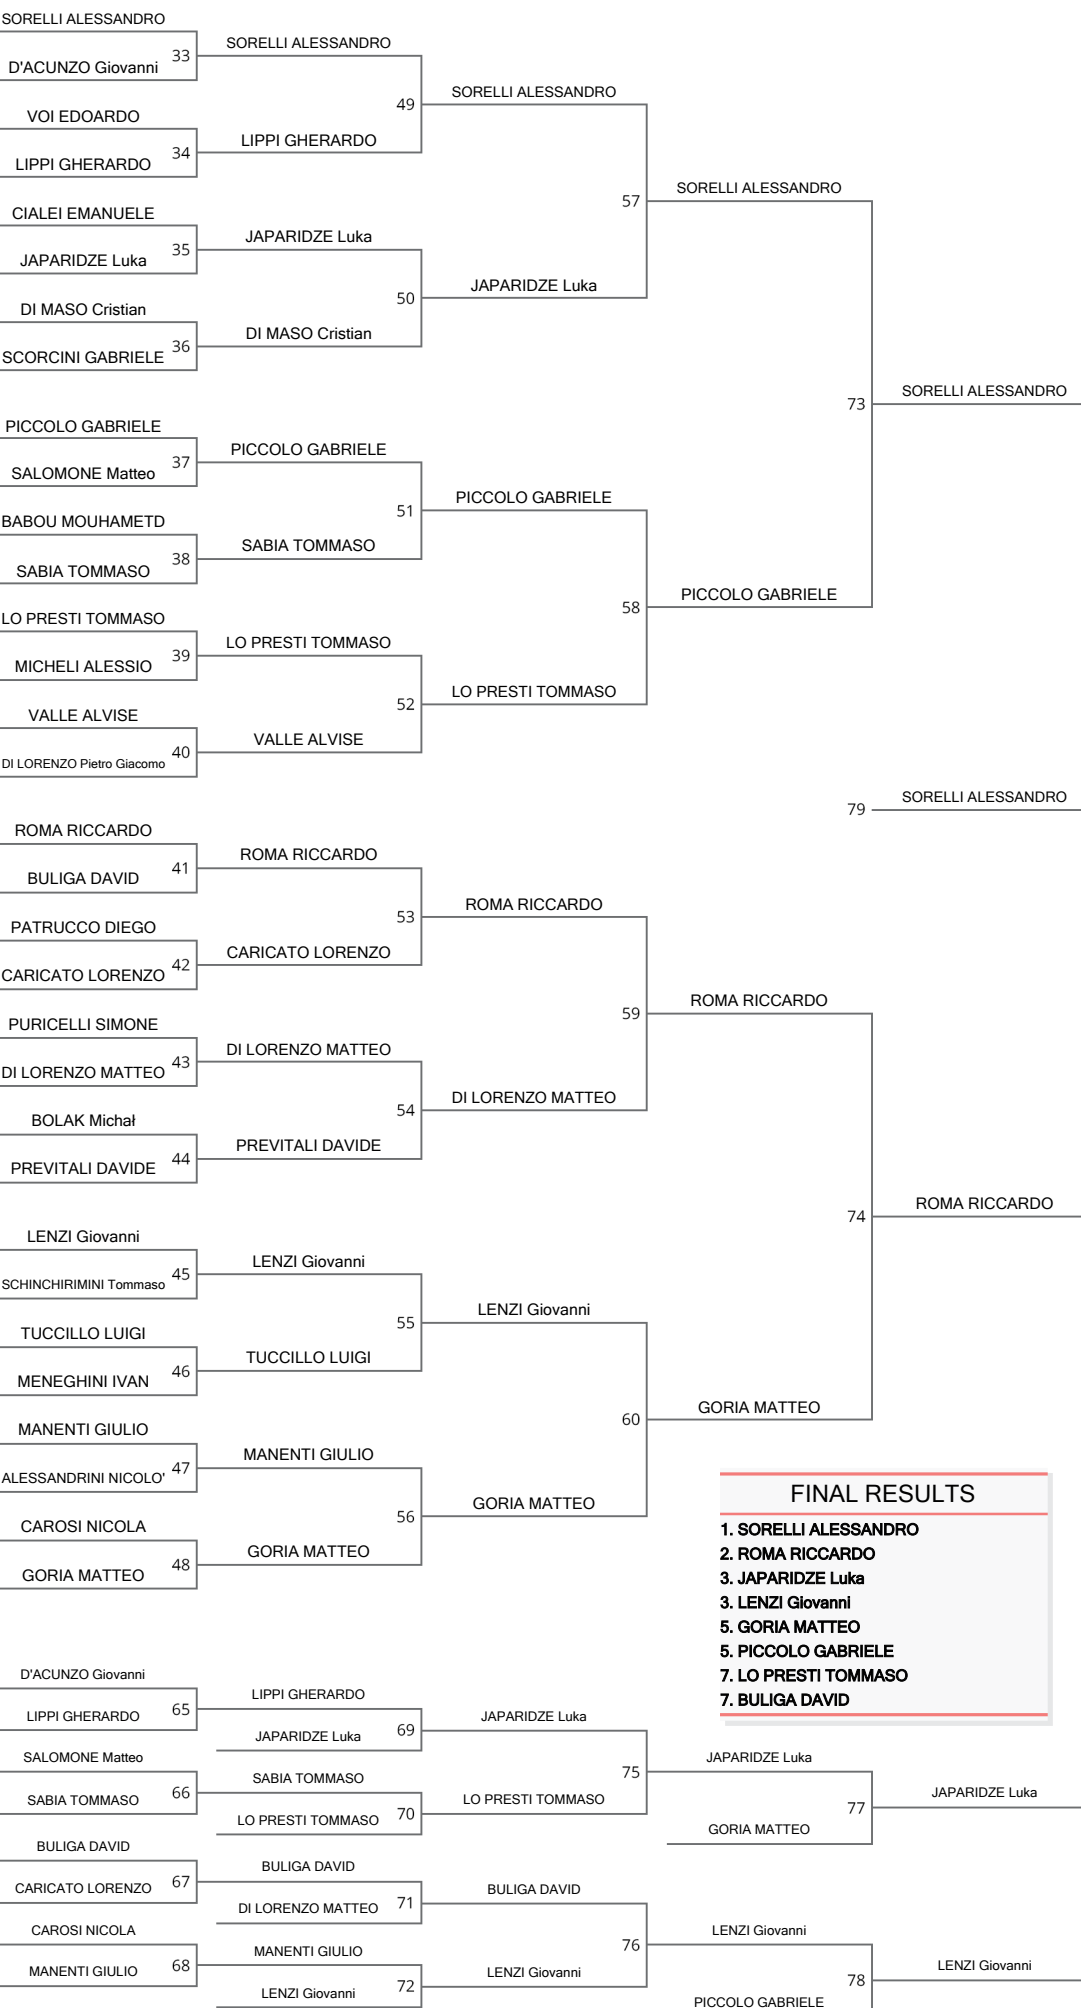 SORELLI ALESSANDRO
33
D'ACUNZO Giovanni
SORELLI ALESSANDRO
49
VOI EDOARDO
34
LIPPI GHERARDO
LIPPI GHERARDO
SORELLI ALESSANDRO
57
CIALEI EMANUELE
35
JAPARIDZE Luka
JAPARIDZE Luka
50
DI MASO Cristian
36
SCORCINI GABRIELE
DI MASO Cristian
JAPARIDZE Luka
SORELLI ALESSANDRO
73
PICCOLO GABRIELE
37
SALOMONE Matteo
PICCOLO GABRIELE
51
BABOU MOUHAMETD
38
SABIA TOMMASO
SABIA TOMMASO
PICCOLO GABRIELE
58
LO PRESTI TOMMASO
39
MICHELI ALESSIO
LO PRESTI TOMMASO
52
VALLE ALVISE
40
DI LORENZO Pietro Giacomo
VALLE ALVISE
LO PRESTI TOMMASO
PICCOLO GABRIELE
SORELLI ALESSANDRO
79
SORELLI ALESSANDRO
ROMA RICCARDO
41
BULIGA DAVID
ROMA RICCARDO
53
PATRUCCO DIEGO
42
CARICATO LORENZO
CARICATO LORENZO
ROMA RICCARDO
59
PURICELLI SIMONE
43
DI LORENZO MATTEO
DI LORENZO MATTEO
54
BOLAK Michał
44
PREVITALI DAVIDE
PREVITALI DAVIDE
DI LORENZO MATTEO
ROMA RICCARDO
74
LENZI Giovanni
45
SCHINCHIRIMINI Tommaso
LENZI Giovanni
55
TUCCILLO LUIGI
46
MENEGHINI IVAN
TUCCILLO LUIGI
LENZI Giovanni
60
MANENTI GIULIO
47
ALESSANDRINI NICOLO'
MANENTI GIULIO
56
CAROSI NICOLA
48
GORIA MATTEO
GORIA MATTEO
GORIA MATTEO
GORIA MATTEO
ROMA RICCARDO
FINAL RESULTS
1. SORELLI ALESSANDRO
2. ROMA RICCARDO
3. JAPARIDZE Luka
3. LENZI Giovanni
5. GORIA MATTEO
5. PICCOLO GABRIELE
7. LO PRESTI TOMMASO
7. BULIGA DAVID
D'ACUNZO Giovanni
65
LIPPI GHERARDO
LIPPI GHERARDO
69
JAPARIDZE Luka
JAPARIDZE Luka
75
SALOMONE Matteo
66
SABIA TOMMASO
SABIA TOMMASO
70
LO PRESTI TOMMASO
LO PRESTI TOMMASO
JAPARIDZE Luka
77
GORIA MATTEO
JAPARIDZE Luka
BULIGA DAVID
67
CARICATO LORENZO
BULIGA DAVID
71
DI LORENZO MATTEO
BULIGA DAVID
76
CAROSI NICOLA
68
MANENTI GIULIO
MANENTI GIULIO
72
LENZI Giovanni
LENZI Giovanni
LENZI Giovanni
78
PICCOLO GABRIELE
LENZI Giovanni